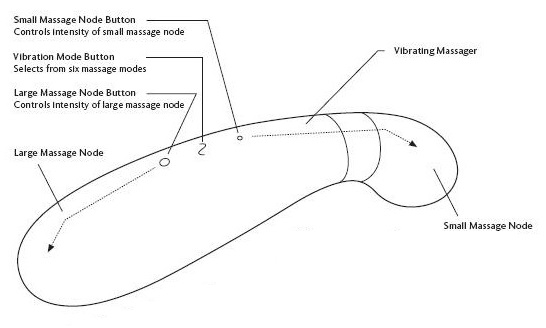 Small Massage Node Button
Controls intensity of small massage node
Vibration Mode Button
Selects from six massage modes
Large Massage Node Button
Controls intensity of large massage node
Large Massage Node
Vibrating Massager
Small Massage Node